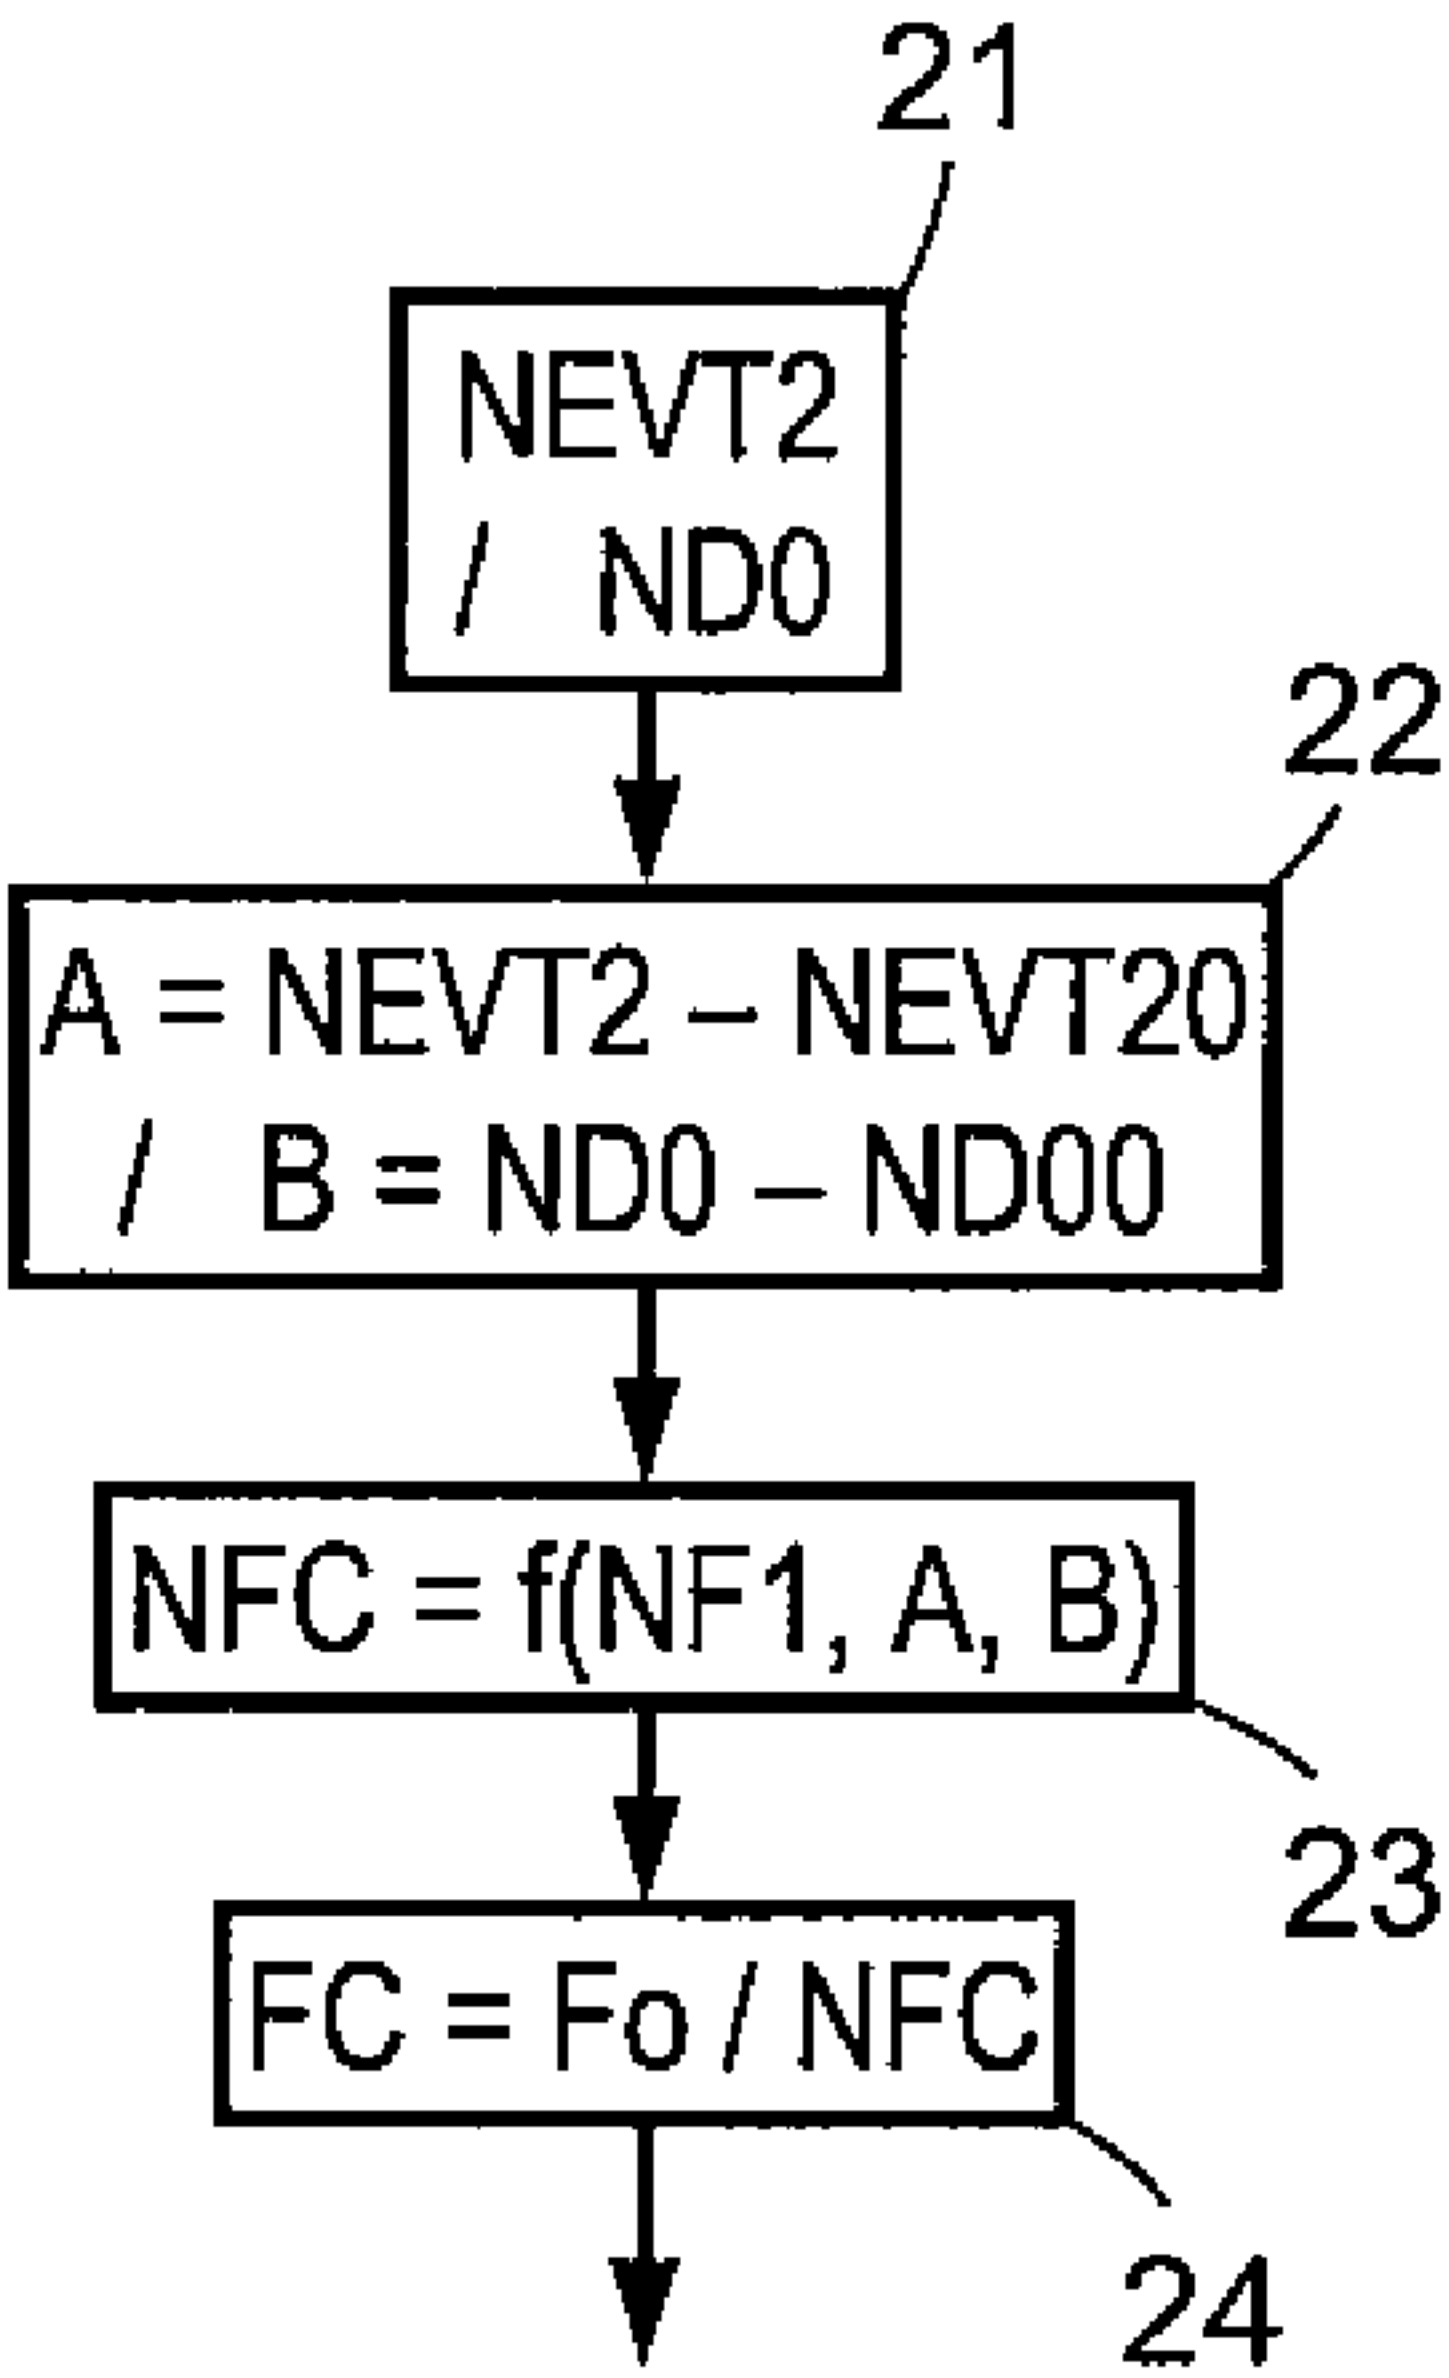 21
NEVT2
/ ND0
22
A = NEVT2 – NEVT20
/ B = ND0 – ND00
NFC = f(NF1, A, B)
23
FC = Fo / NFC
24